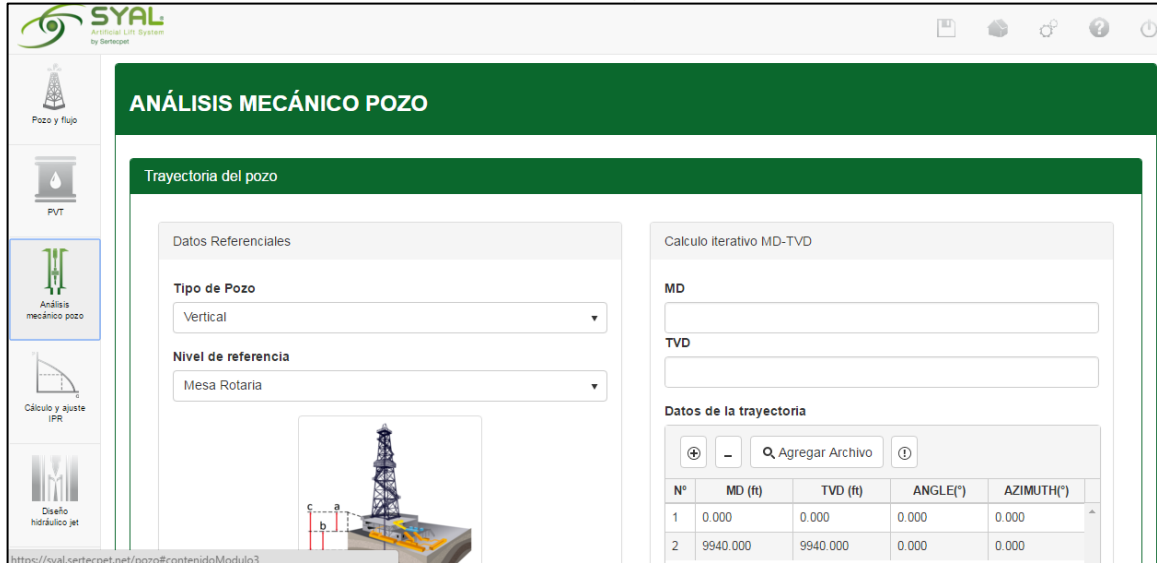 SYAL
Artificial Lift System
by Sertecpet
Pozo y flujo
PVT
Análisis
mecánico pozo
Cálculo y ajuste
IPR
Diseño
hidráulico jet
ANÁLISIS MECÁNICO POZO
Trayectoria del pozo
Datos Referenciales
Tipo de Pozo
Vertical
Nivel de referencia
Mesa Rotaria
c a
b
Calculo iterativo MD-TVD
MD
TVD
Datos de la trayectoria
Agregar Archivo
N° MD (ft) TVD (ft) ANGLE(°) AZIMUTH(°)
1 0.000 0.000 0.000 0.000
2 9940.000 9940.000 0.000 0.000
https://syal.sertecpet.net/pozo#contenidoModulo3